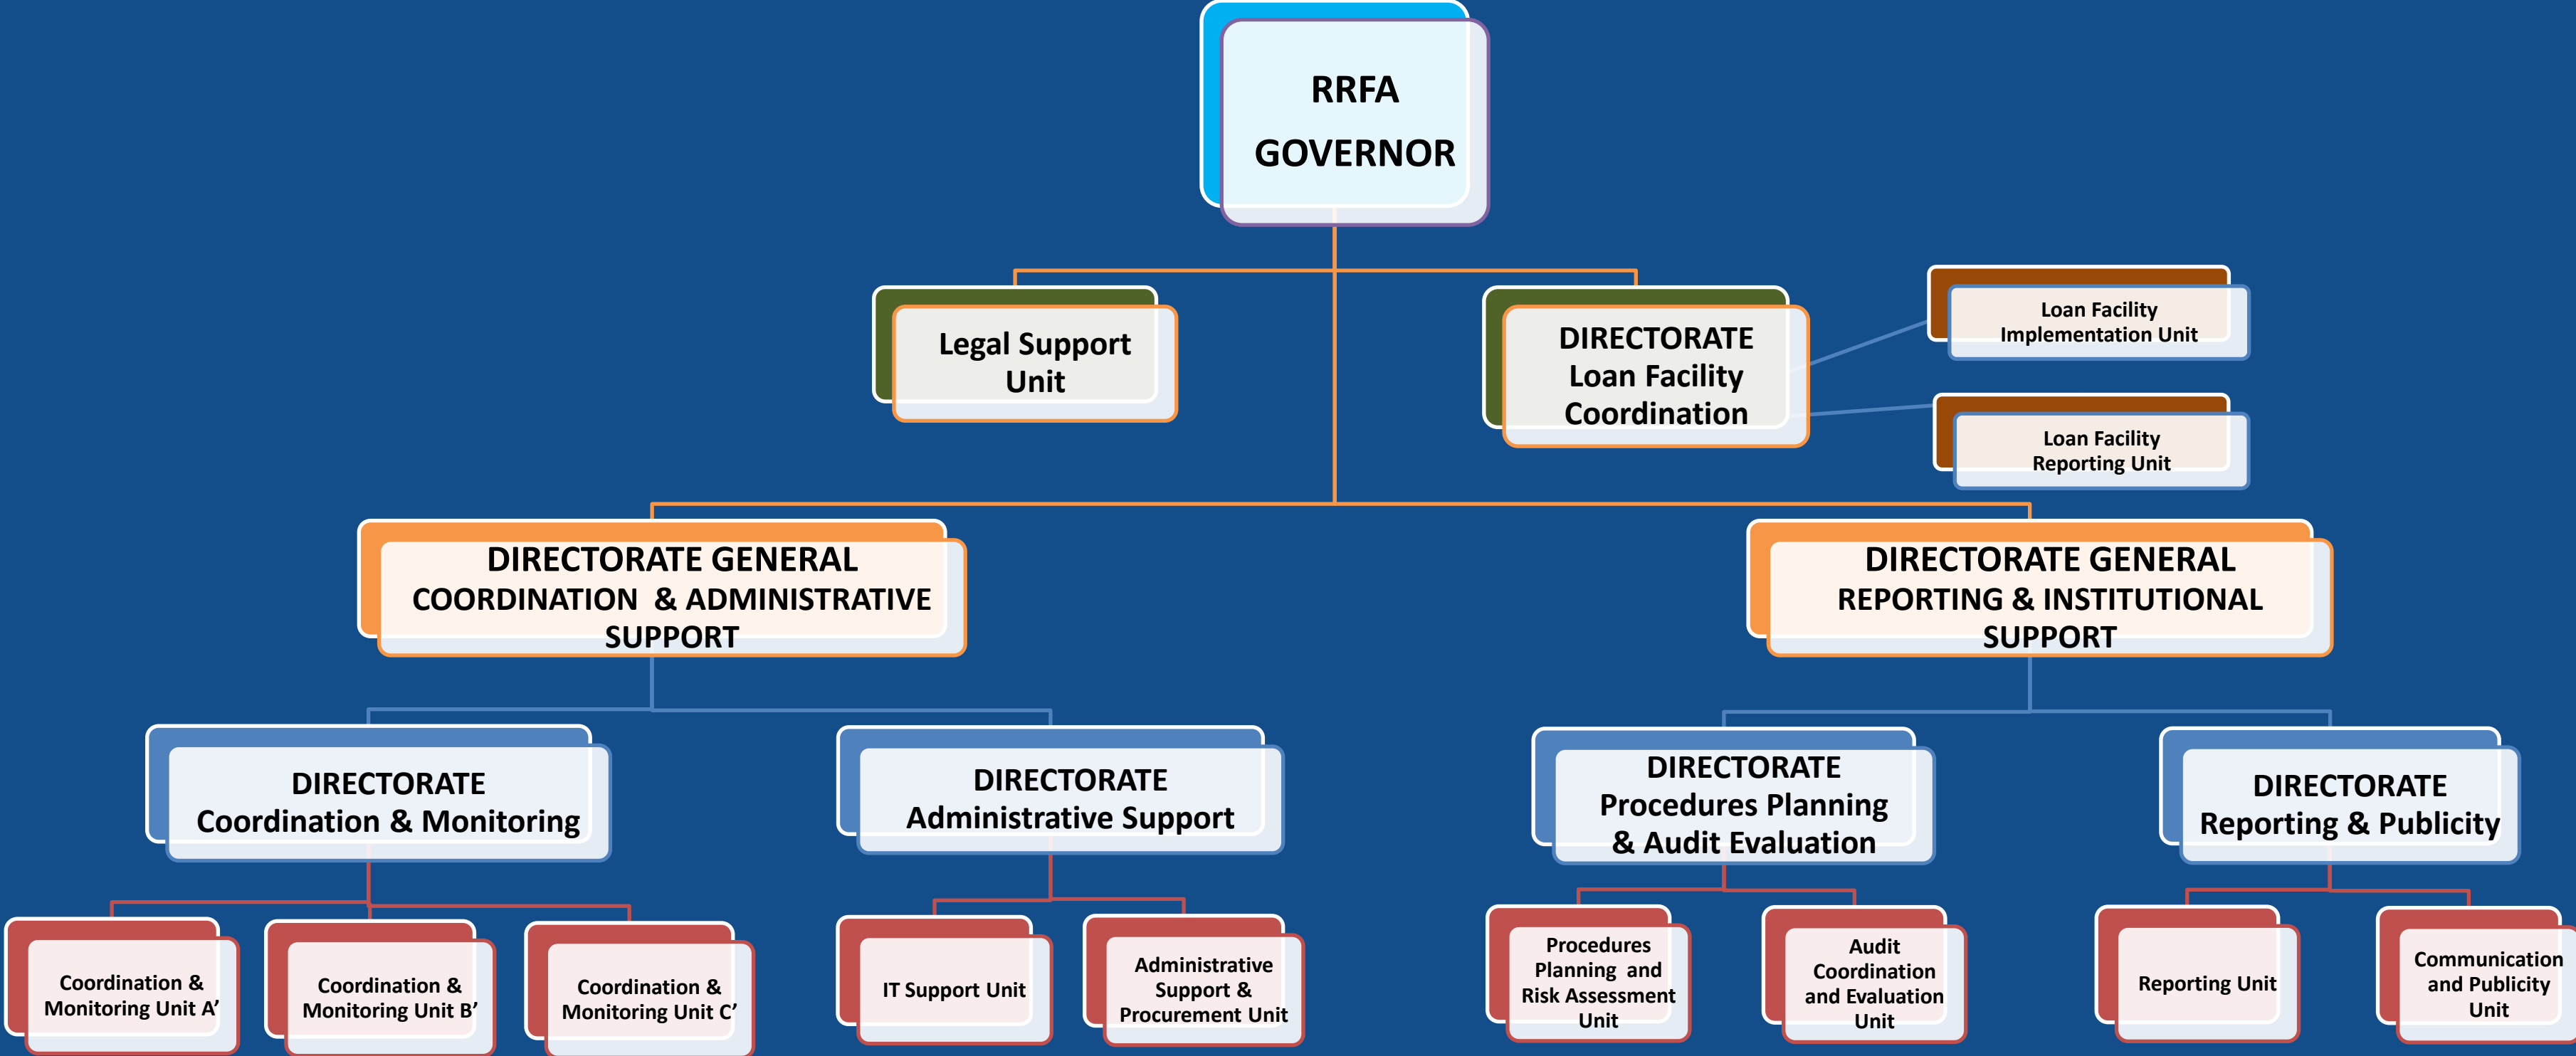 RRFA
GOVERNOR
Legal Support
Unit
DIRECTORATE
Loan Facility
Coordination
Loan Facility
Implementation Unit
Loan Facility
Reporting Unit
DIRECTORATE GENERAL
COORDINATION & ADMINISTRATIVE
SUPPORT
DIRECTORATE GENERAL
REPORTING & INSTITUTIONAL
SUPPORT
DIRECTORATE
Coordination & Monitoring
DIRECTORATE
Administrative Support
DIRECTORATE
Procedures Planning
& Audit Evaluation
DIRECTORATE
Reporting & Publicity
Coordination &
Monitoring Unit A’
Coordination &
Monitoring Unit B’
Coordination &
Monitoring Unit C’
IT Support Unit
Administrative
Support &
Procurement Unit
Procedures
Planning and
Risk Assessment
Unit
Audit
Coordination
and Evaluation
Unit
Reporting Unit
Communication
and Publicity
Unit